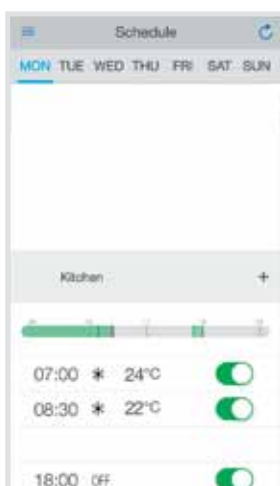 Schedule
MON TUE WED THU FRI SAT SUN
Kitchen +
07:00 24°C
08:30 22°C
18:00 OFF